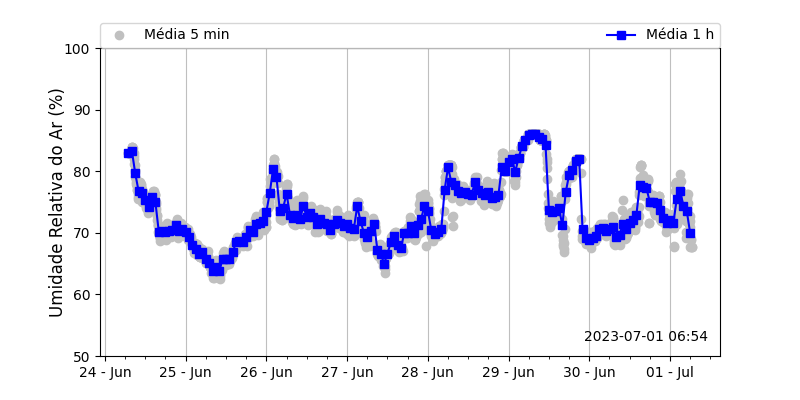 Média 5 min
Média 1 h
Umidade Relativa do Ar (%)
100
90
80
70
60
50
2023-07-01 06:54
24 - Jun
25 - Jun
26 - Jun
27 - Jun
28 - Jun
29 - Jun
30 - Jun
01 - Jul